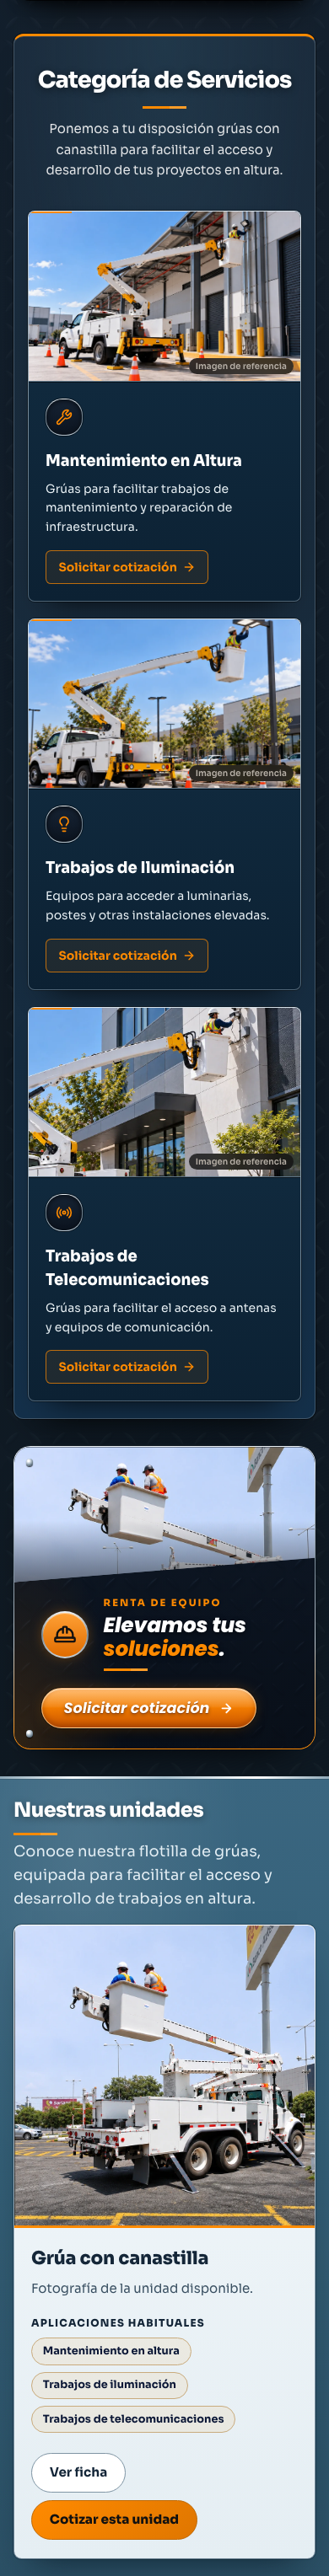 Categoría de Servicios
Ponemos a tu disposición grúas con
canastilla para facilitar el acceso y
desarrollo de tus proyectos en altura.
Imagen de referencia
Mantenimiento en Altura
Grúas para facilitar trabajos de
mantenimiento y reparación de
infraestructura.
Solicitar cotización →
Imagen de referencia
Trabajos de Iluminación
Equipos para acceder a luminarias,
postes y otras instalaciones elevadas.
Solicitar cotización →
Imagen de referencia
Trabajos de
Telecomunicaciones
Grúas para facilitar el acceso a antenas
y equipos de comunicación.
Solicitar cotización →
RENTA DE EQUIPO
Elevamos tus
soluciones.
Solicitar cotización →
Nuestras unidades
Conoce nuestra flotilla de grúas,
equipada para facilitar el acceso y
desarrollo de trabajos en altura.
Grúa con canastilla
Fotografía de la unidad disponible.
APLICACIONES HABITUALES
Mantenimiento en altura
Trabajos de iluminación
Trabajos de telecomunicaciones
Ver ficha
Cotizar esta unidad